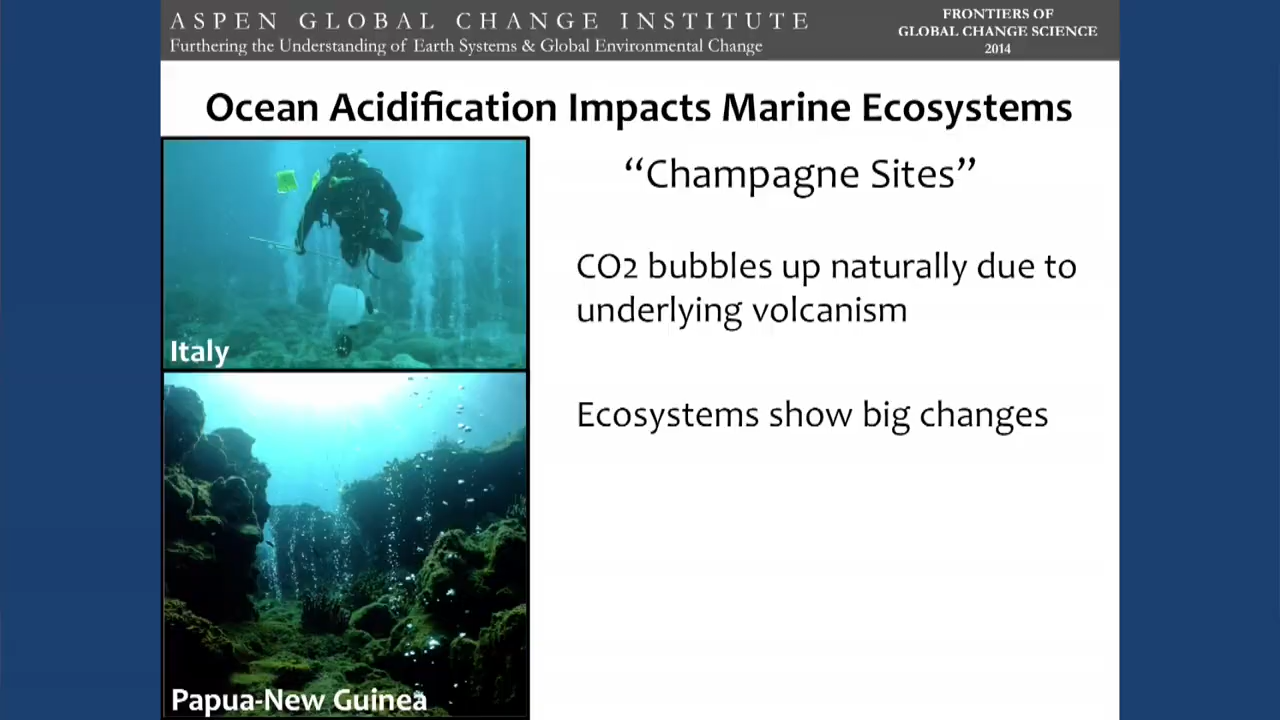 ASPEN GLOBAL CHANGE INSTITUTE
Furthering the Understanding of Earth Systems & Global Environmental Change
FRONTIERS OF
GLOBAL CHANGE SCIENCE
2014
Ocean Acidification Impacts Marine Ecosystems
“Champagne Sites”
CO2 bubbles up naturally due to
underlying volcanism
Ecosystems show big changes
Italy
Papua-New Guinea